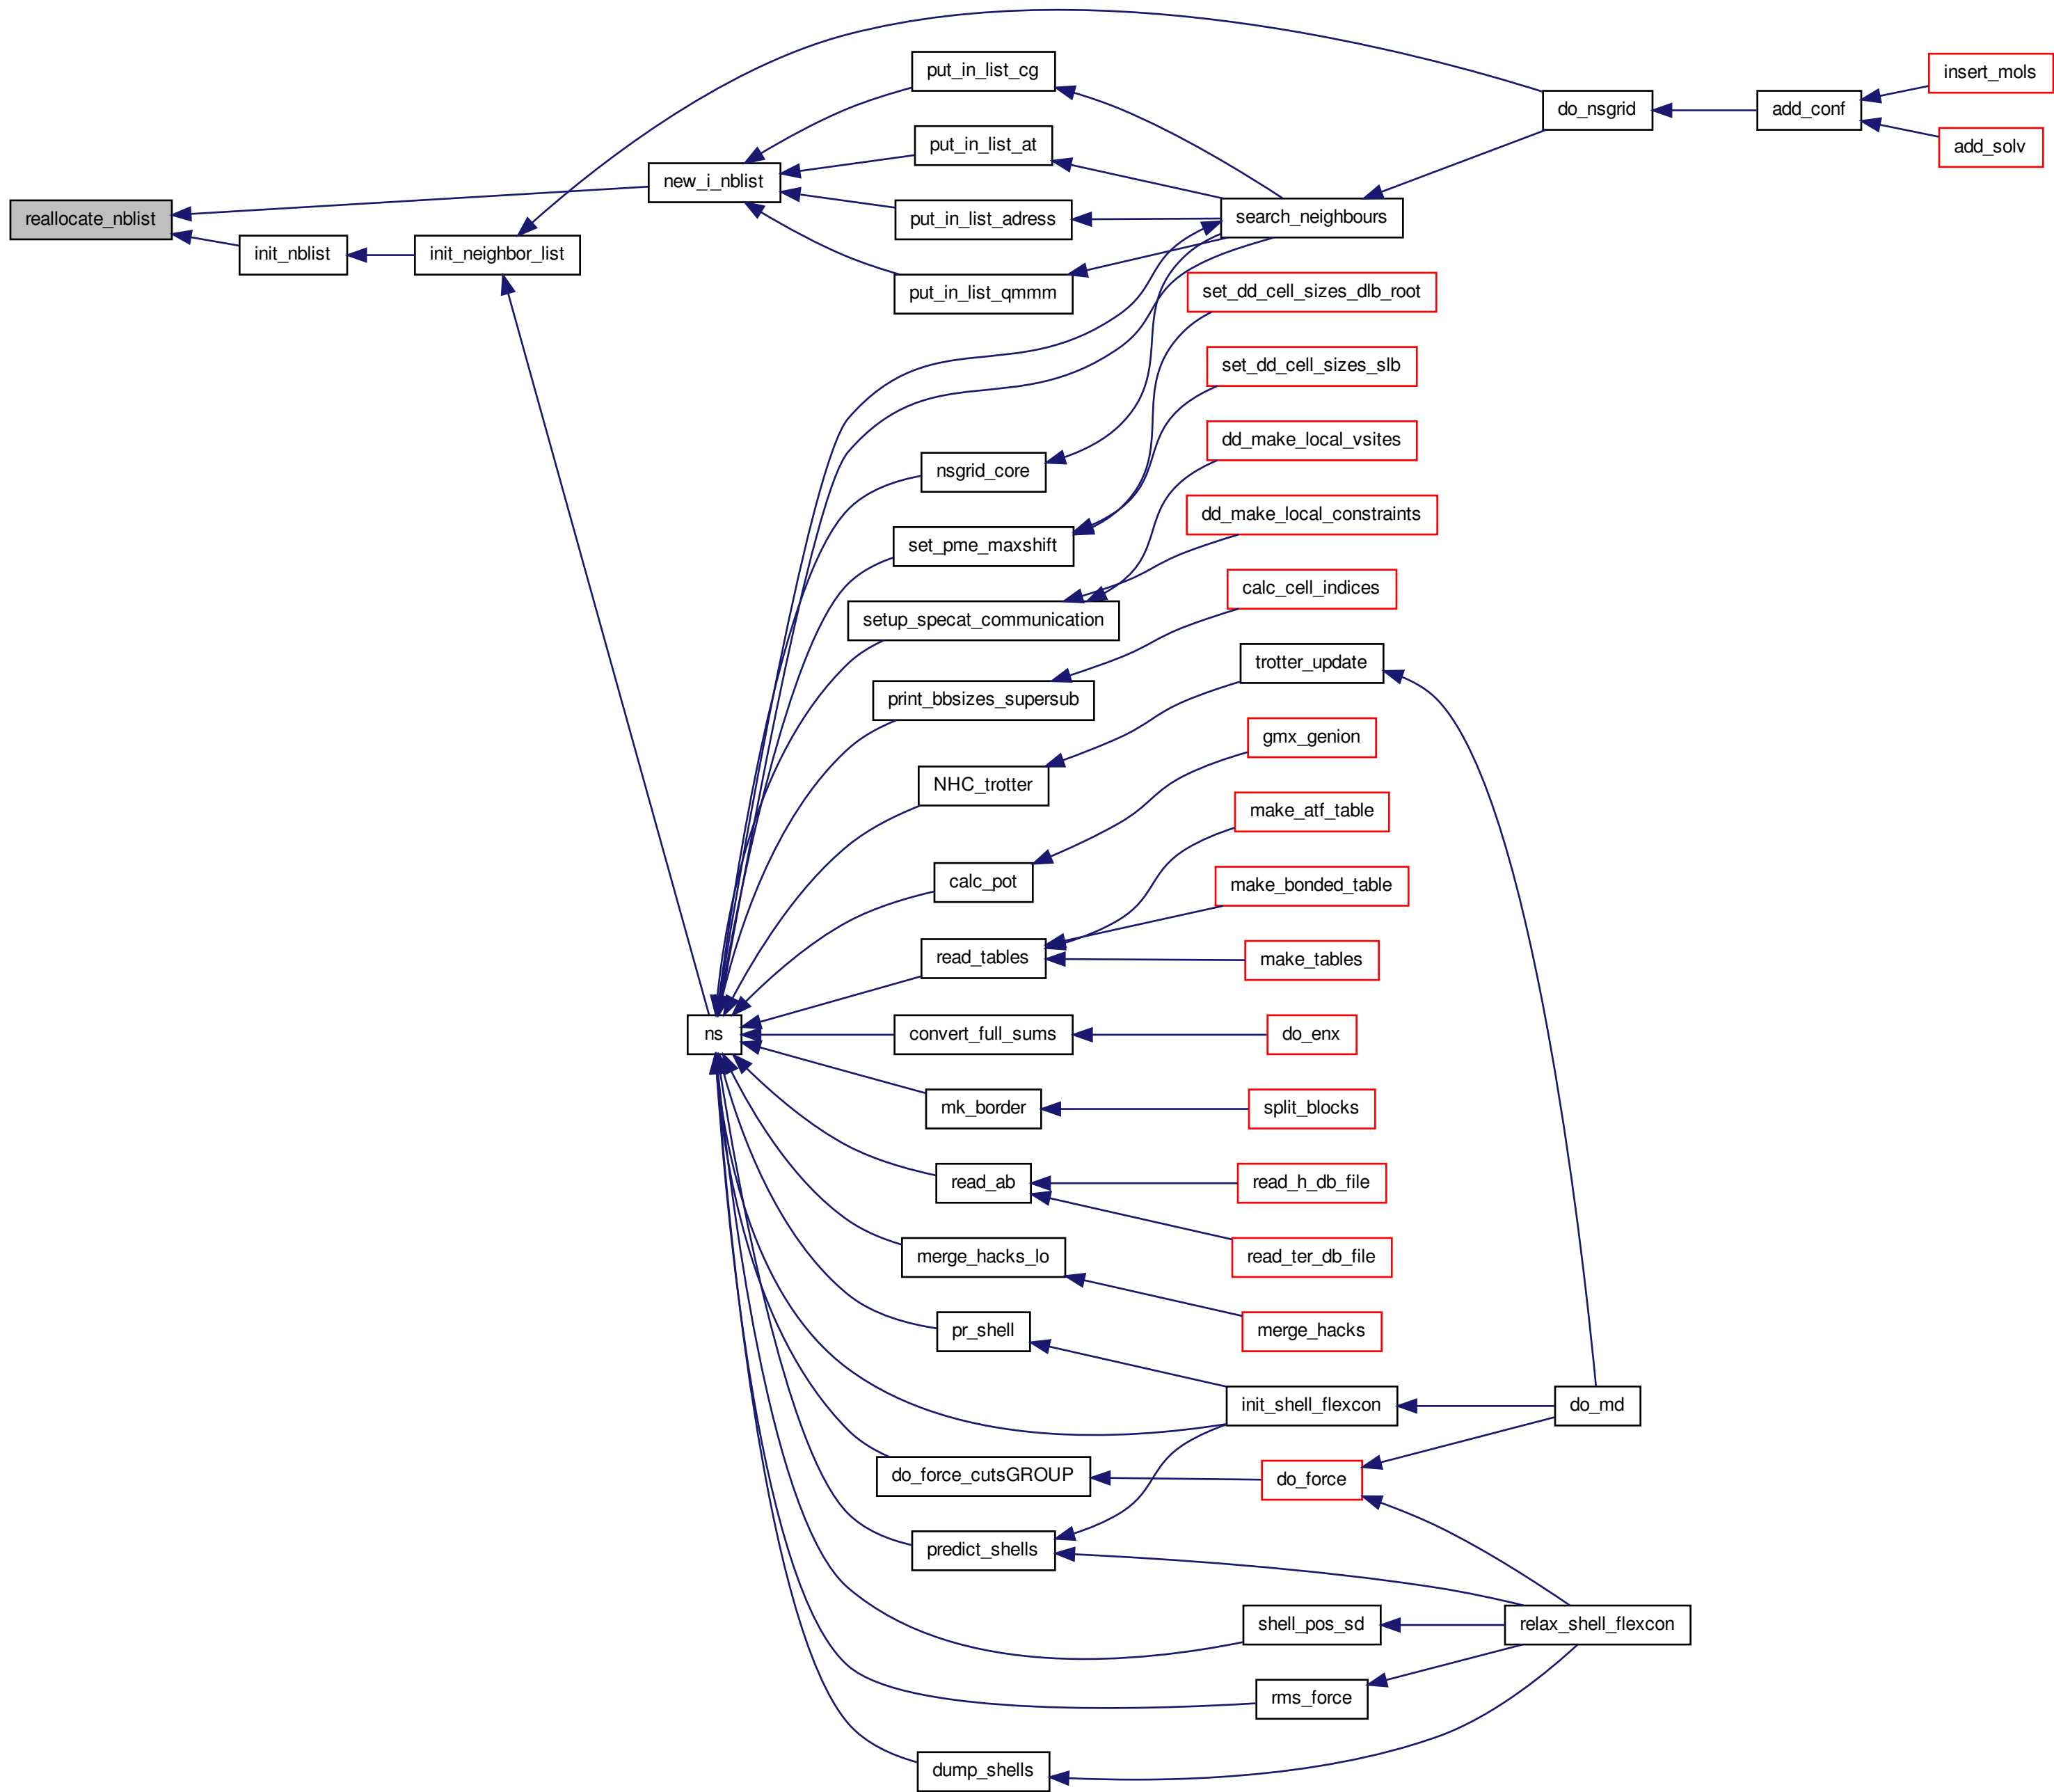 reallocate_nblist
new_i_nblist
init_nblist
init_neighbor_list
put_in_list_cg
put_in_list_at
put_in_list_adress
put_in_list_qmmm
search_neighbours
do_nsgrid
add_conf
insert_mols
add_solv
set_dd_cell_sizes_dlb_root
set_dd_cell_sizes_slb
dd_make_local_vsites
dd_make_local_constraints
calc_cell_indices
nsgrid_core
set_pme_maxshift
setup_specat_communication
print_bbsizes_supersub
NHC_trotter
trotter_update
calc_pot
gmx_genion
read_tables
make_atf_table
make_bonded_table
make_tables
ns
convert_full_sums
do_enx
mk_border
split_blocks
read_ab
read_h_db_file
read_ter_db_file
merge_hacks_lo
merge_hacks
pr_shell
init_shell_flexcon
do_md
do_force_cutsGROUP
do_force
predict_shells
shell_pos_sd
relax_shell_flexcon
rms_force
dump_shells